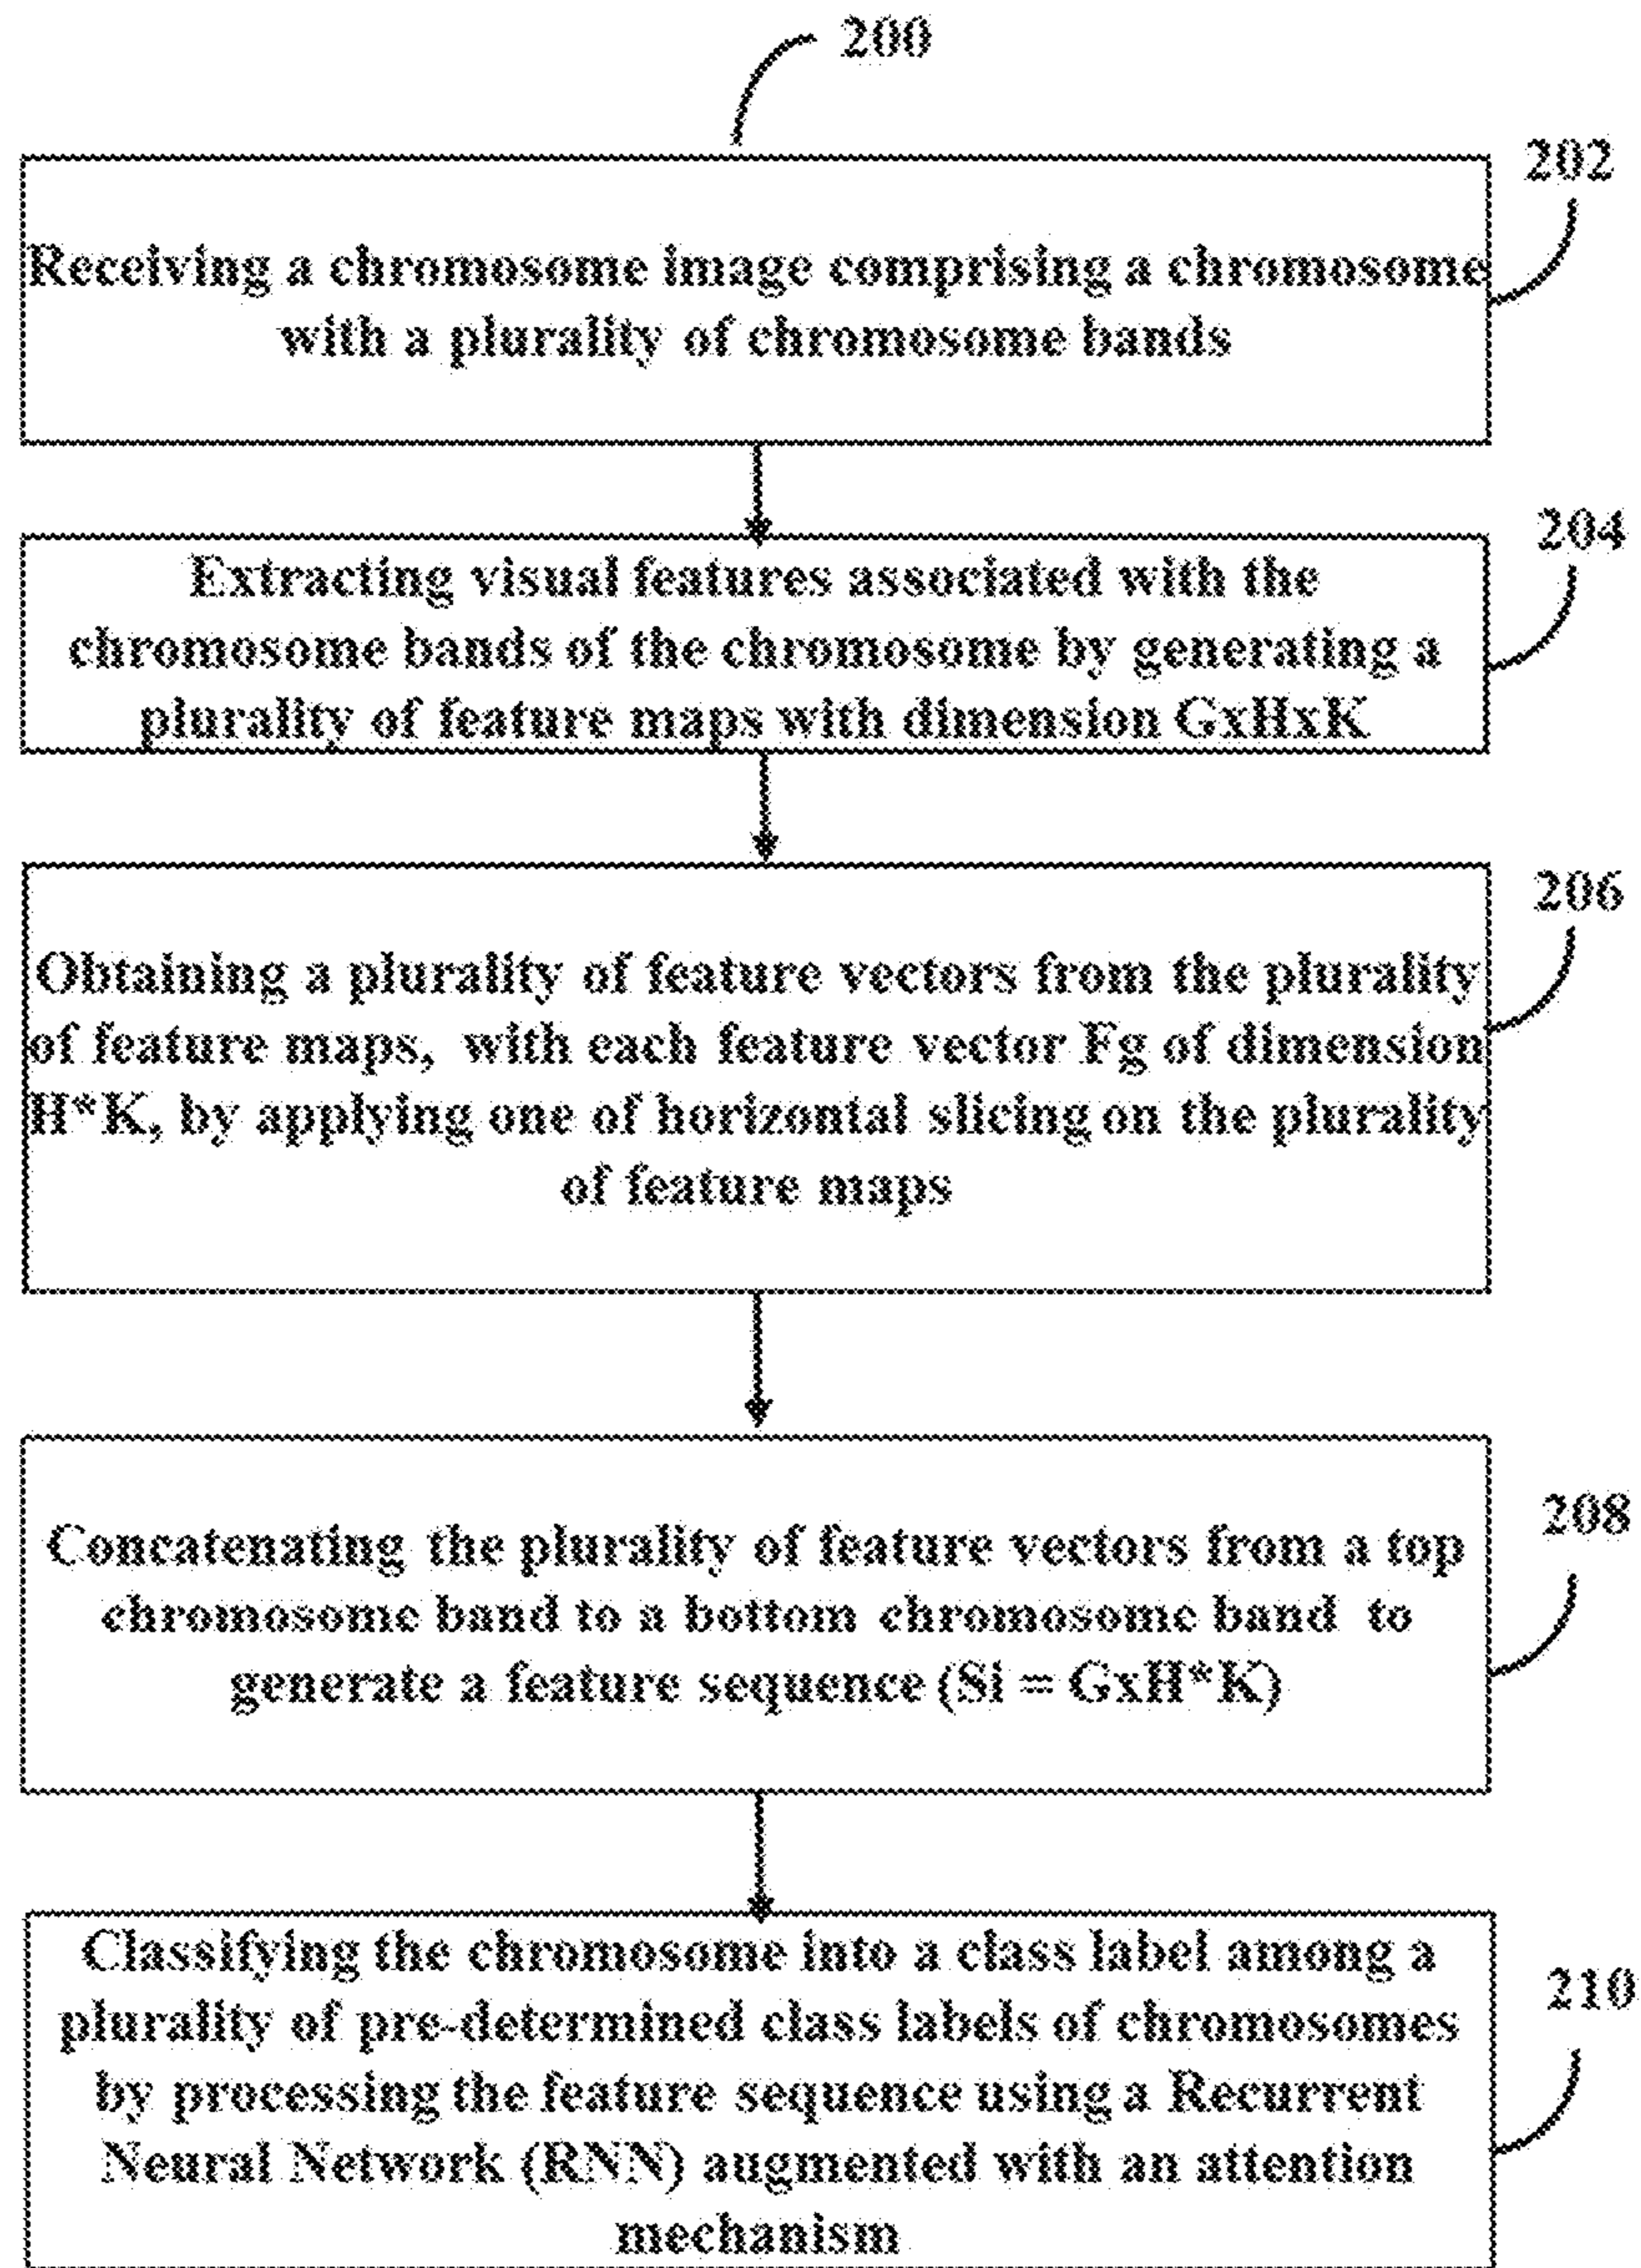 200
202
Receiving a chromosome image comprising a chromosome
with a plurality of chromosome bands
204
Extracting visual features associated with the
chromosome bands of the chromosome by generating a
plurality of feature maps with dimension GxHxK
206
Obtaining a plurality of feature vectors from the plurality
of feature maps, with each feature vector Fg of dimension
H*K, by applying one of horizontal slicing on the plurality
of feature maps
208
Concatenating the plurality of feature vectors from a top
chromosome band to a bottom chromosome band to
generate a feature sequence (Si = GxH*K)
210
Classifying the chromosome into a class label among a
plurality of pre-determined class labels of chromosomes
by processing the feature sequence using a Recurrent
Neural Network (RNN) augmented with an attention
mechanism